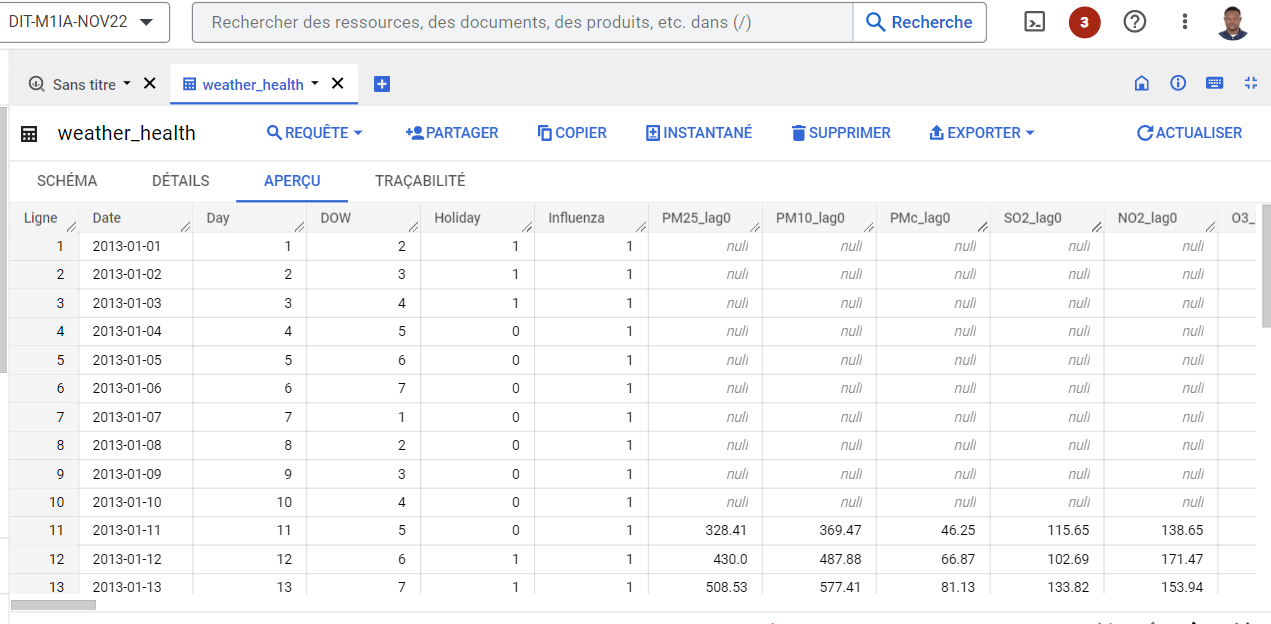 DIT-M1IA-NOV22 Rechercher des ressources, des documents, des produits, etc. dans (/) Recherche 3
Sans titre weather_health
weather_health REQUÊTE PARTAGER COPIER INSTANTANÉ SUPPRIMER EXPORTER ACTUALISER
SCHÉMA DÉTAILS APERÇU TRAÇABILITÉ
Ligne Date Day DOW Holiday Influenza PM25_lag0 PM10_lag0 PMc_lag0 SO2_lag0 NO2_lag0 O3_
1 2013-01-01 1 2 1 1 null null null null null
2 2013-01-02 2 3 1 1 null null null null null
3 2013-01-03 3 4 1 1 null null null null null
4 2013-01-04 4 5 0 1 null null null null null
5 2013-01-05 5 6 0 1 null null null null null
6 2013-01-06 6 7 0 1 null null null null null
7 2013-01-07 7 1 0 1 null null null null null
8 2013-01-08 8 2 0 1 null null null null null
9 2013-01-09 9 3 0 1 null null null null null
10 2013-01-10 10 4 0 1 null null null null null
11 2013-01-11 11 5 0 1 328.41 369.47 46.25 115.65 138.65
12 2013-01-12 12 6 1 1 430.0 487.88 66.87 102.69 171.47
13 2013-01-13 13 7 1 1 508.53 577.41 81.13 133.82 153.94